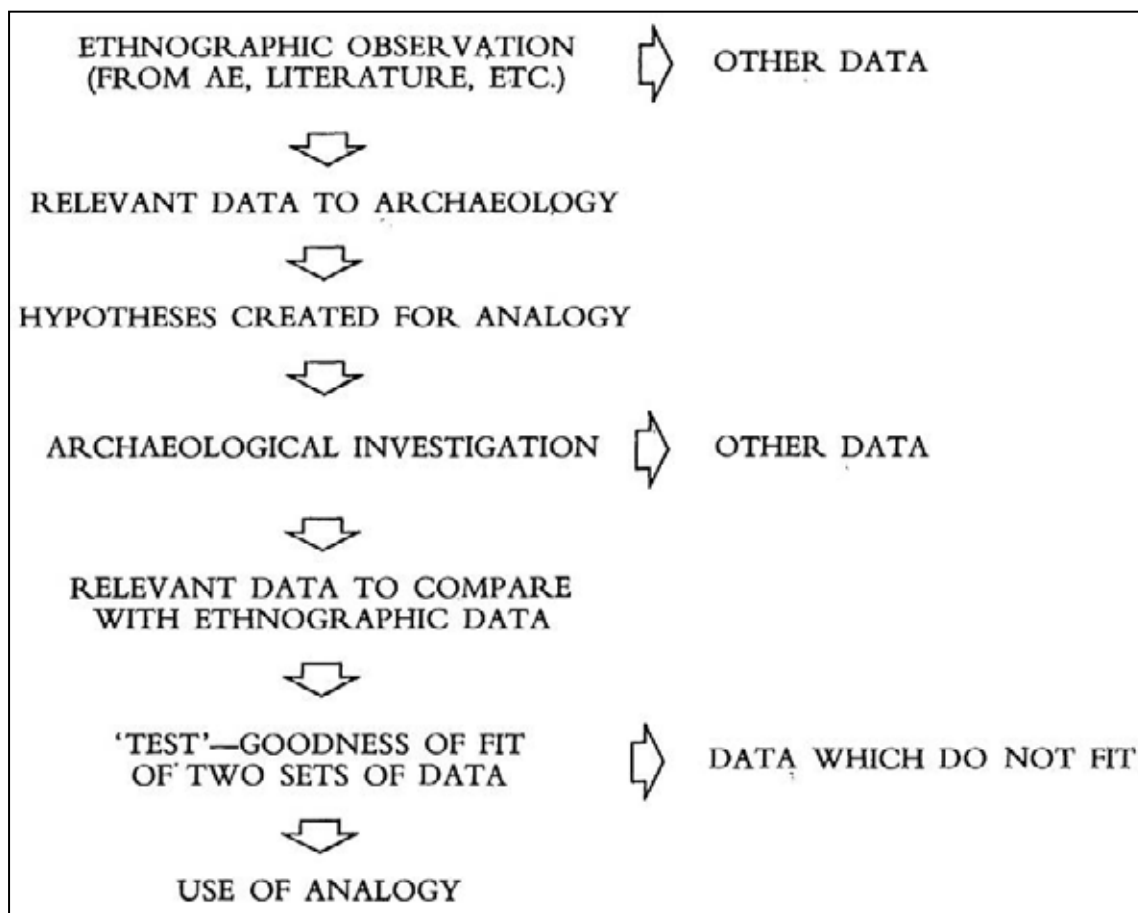 ETHNOGRAPHIC OBSERVATION
(FROM AE, LITERATURE, ETC.)
OTHER DATA
RELEVANT DATA TO ARCHAEOLOGY
HYPOTHESES CREATED FOR ANALOGY
ARCHAEOLOGICAL INVESTIGATION
OTHER DATA
RELEVANT DATA TO COMPARE
WITH ETHNOGRAPHIC DATA
‘TEST’—GOODNESS OF FIT
OF TWO SETS OF DATA
DATA WHICH DO NOT FIT
USE OF ANALOGY